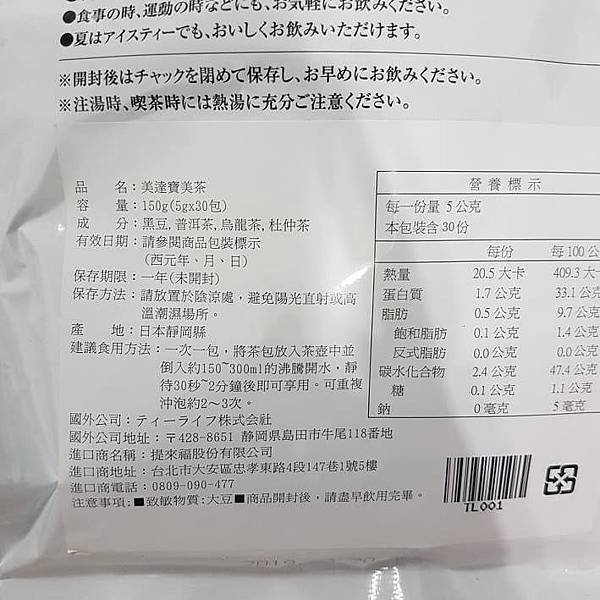 ●食事の時、運動の時などにも、お気軽にお飲みください。
●夏はアイスティーでも、おいしくお飲みいただけます。
※開封後はチャックを閉めて保存し、お早めにお飲みください。
※注湯時、喫茶時には熱湯に充分ご注意ください。
品 名：美達寶美茶
容 量：150g(5gx30包)
成 分：黑豆,普洱茶,烏龍茶,杜仲茶
有效日期：請參閱商品包裝標示
(西元年、月、日)
保存期限：一年(未開封)
保存方法：請放置於陰涼處，避免陽光直射或高
溫潮濕場所。
產 地：日本靜岡縣
建議食用方法：一次一包，將茶包放入茶壺中並
倒入約150~300ml的沸騰開水，靜
待30秒~2分鐘後即可享用。可重複
沖泡約2～3次。
國外公司：ティーライフ株式会社
國外公司地址：〒428-8651 静岡県島田市牛尾118番地
進口商名稱：提來福股份有限公司
進口商地址：台北市大安區忠孝東路4段147巷1號5樓
進口商電話：0809-090-477
注意事項:■致敏物質:大豆■商品開封後，請盡早飲用完畢。
營養標示
每一份量 5公克
本包裝含30份
每份 每100公
熱量 20.5大卡 409.3大卡
蛋白質 1.7公克 33.1公克
脂肪 0.5公克 9.7公克
飽和脂肪 0.1公克 1.4公克
反式脂肪 0.0公克 0.0公克
碳水化合物 2.4公克 47.4公克
糖 0.1公克 1.1公克
鈉 0毫克 5毫克
TL001